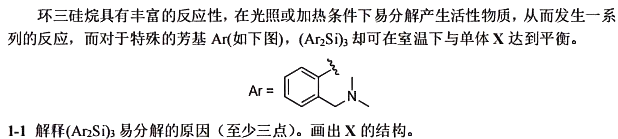 环三硅烷具有丰富的反应性，在光照或加热条件下易分解产生活性物质，从而发生一系
列的反应，而对于特殊的芳基 Ar(如下图)，(Ar₂Si)₃ 却可在室温下与单体 X 达到平衡。
Ar =
N
1-1 解释(Ar₂Si)₃ 易分解的原因（至少三点）。画出 X 的结构。